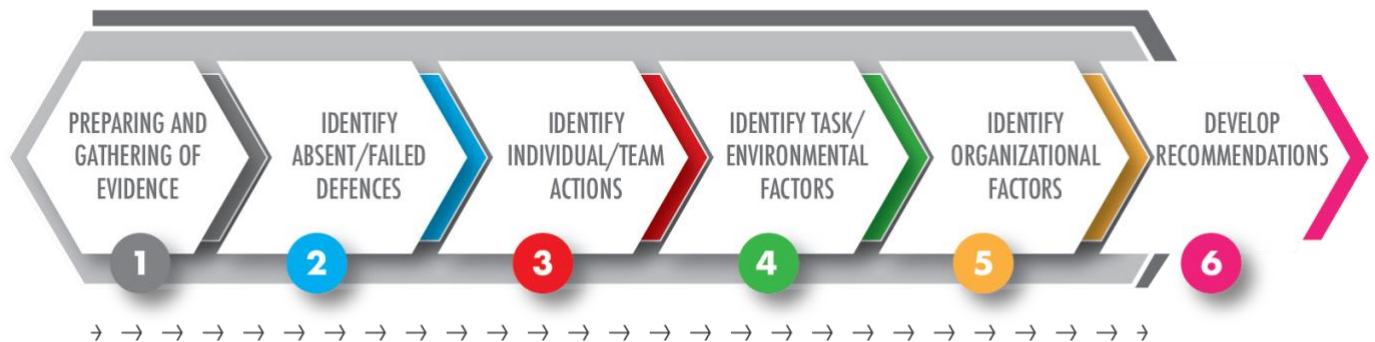 PREPARING AND
GATHERING OF
EVIDENCE
1
IDENTIFY
ABSENT/FAILED
DEFENCES
2
IDENTIFY
INDIVIDUAL/TEAM
ACTIONS
3
IDENTIFY TASK/
ENVIRONMENTAL
FACTORS
4
IDENTIFY
ORGANIZATIONAL
FACTORS
5
DEVELOP
RECOMMENDATIONS
6